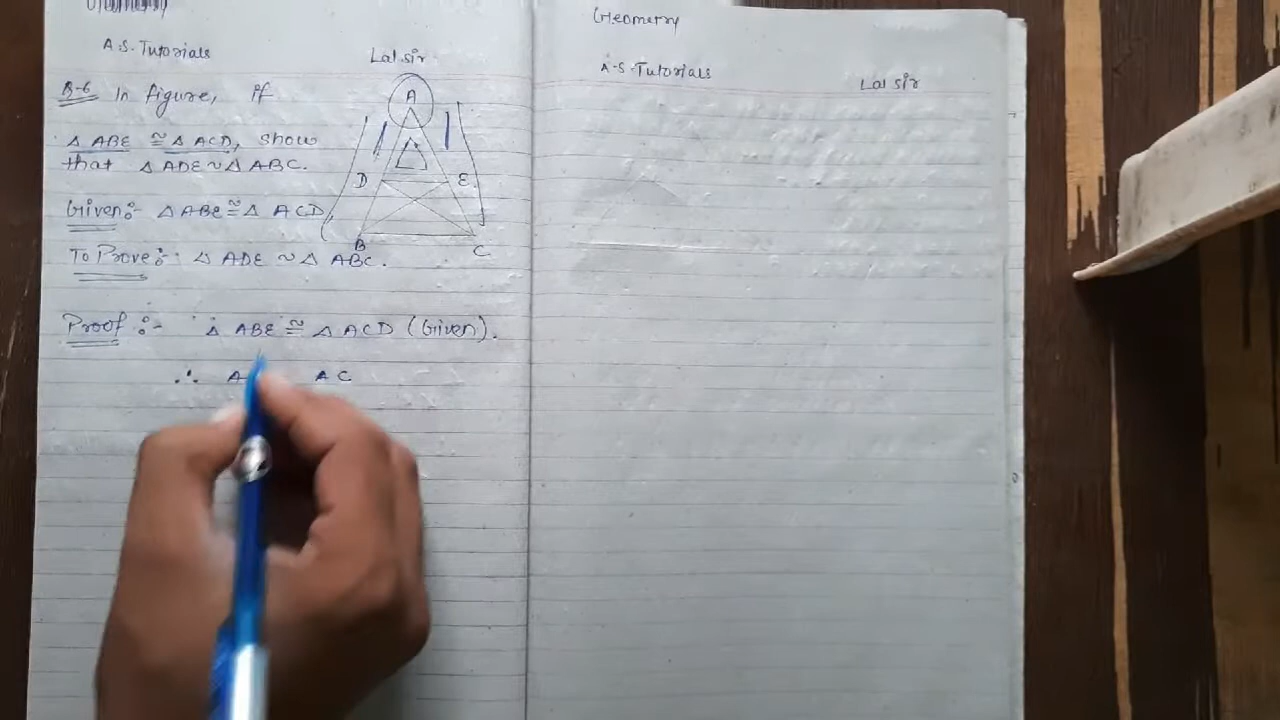 A.S. Tutorials Lal sir
Q-6 In figure, if
△ ABE ≅ △ ACD, show
that △ ADE ~ △ ABC.
Given:- △ ABE ≅ △ ACD
To Prove:- △ ADE ~ △ ABC.
Proof :- △ ABE ≅ △ ACD (Given).
∴ A AC
A
D E
B C
Geometry
A.S. Tutorials Lal sir